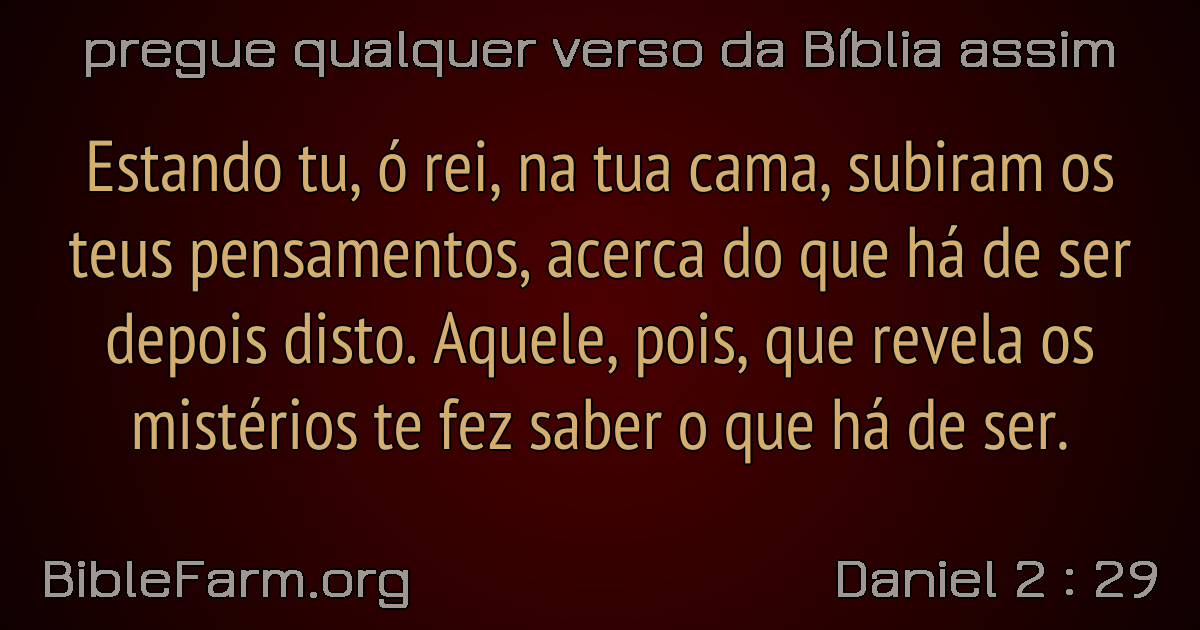 pregue qualquer verso da Bíblia assim
Estando tu, ó rei, na tua cama, subiram os
teus pensamentos, acerca do que há de ser
depois disto. Aquele, pois, que revela os
mistérios te fez saber o que há de ser.
BibleFarm.org
Daniel 2 : 29